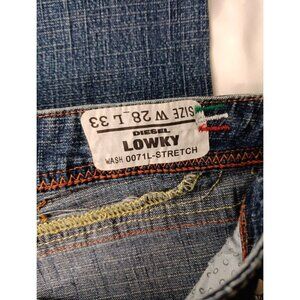 SIZE W 28 L 33
DIESEL
LOWKY
WASH 0071L-STRETCH